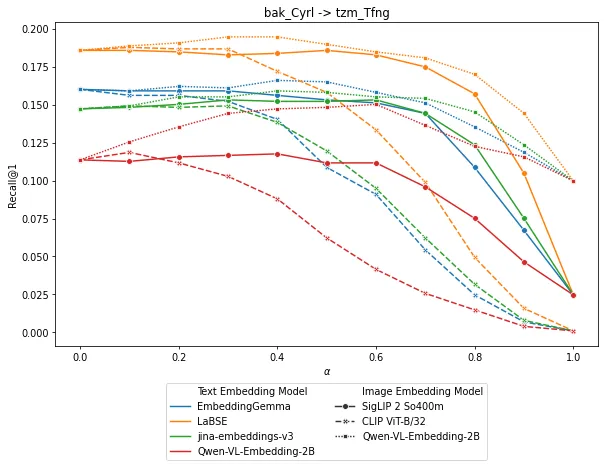 bak_Cyrl -> tzm_Tfng
Recall@1
0.200
0.175
0.150
0.125
0.100
0.075
0.050
0.025
0.000
0.0 0.2 0.4 0.6 0.8 1.0
α
Text Embedding Model
EmbeddingGemma
LaBSE
jina-embeddings-v3
Qwen-VL-Embedding-2B
Image Embedding Model
SigLIP 2 So400m
CLIP ViT-B/32
Qwen-VL-Embedding-2B